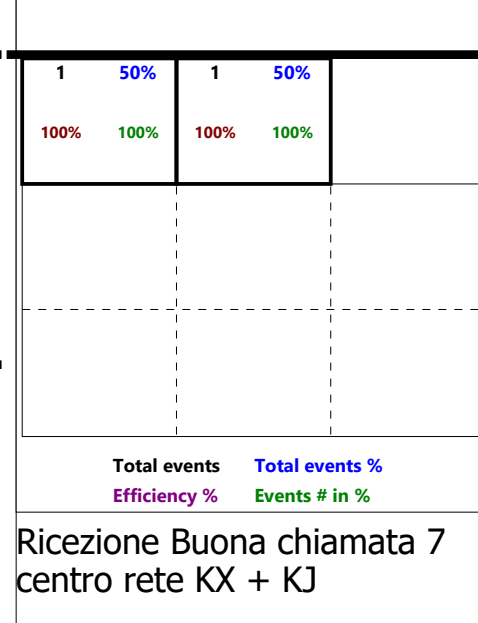 1 50% 1 50%
100% 100% 100% 100%
Total events Total events %
Efficiency % Events # in %
Ricezione Buona chiamata 7
centro rete KX + KJ